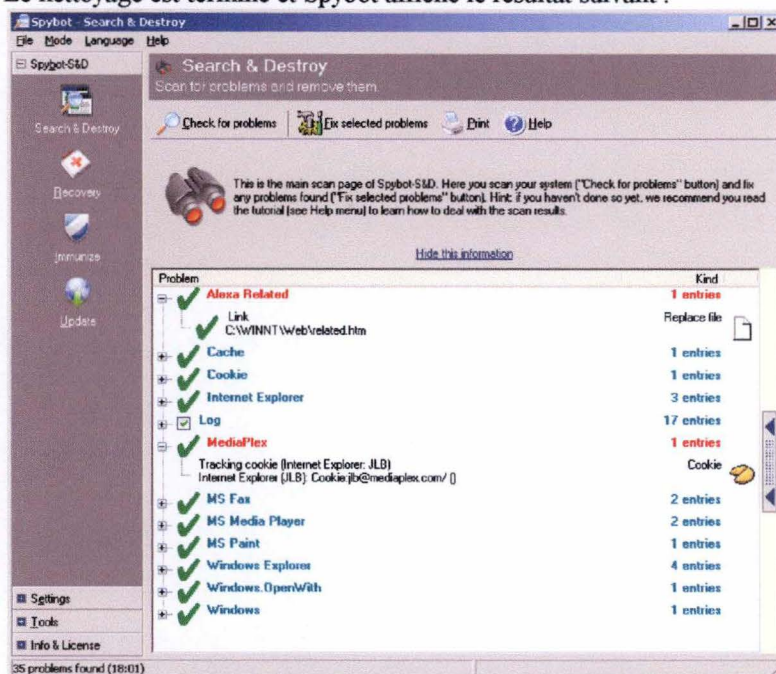 Le nettoyage est terminé et Spybot affiche le résultat suivant :
Spybot - Search & Destroy
File Mode Language Help
Spybot-S&D
Search & Destroy
Recovery
Immunize
Update
Settings
Tools
Info & License
Search & Destroy
Scan for problems and remove them.
Check for problems Fix selected problems Print Help
This is the main scan page of Spybot-S&D. Here you scan your system ("Check for problems" button) and fix
any problems found ("Fix selected problems" button). Hint: if you haven't done so yet, we recommend you read
the tutorial (see Help menu) to learn how to deal with the scan results.
Hide this information
Problem Kind
Alexa Related 1 entries
Link Replace file
C:\WINNT\Web\related.htm
Cache 1 entries
Cookie 1 entries
Internet Explorer 3 entries
Log 17 entries
MediaPlex 1 entries
Tracking cookie (Internet Explorer: JLB) Cookie
Internet Explorer (JLB): Cookie:jlb@mediaplex.com/ ()
MS Fax 2 entries
MS Media Player 2 entries
MS Paint 1 entries
Windows Explorer 4 entries
Windows.OpenWith 1 entries
Windows 1 entries
35 problems found (18:01)